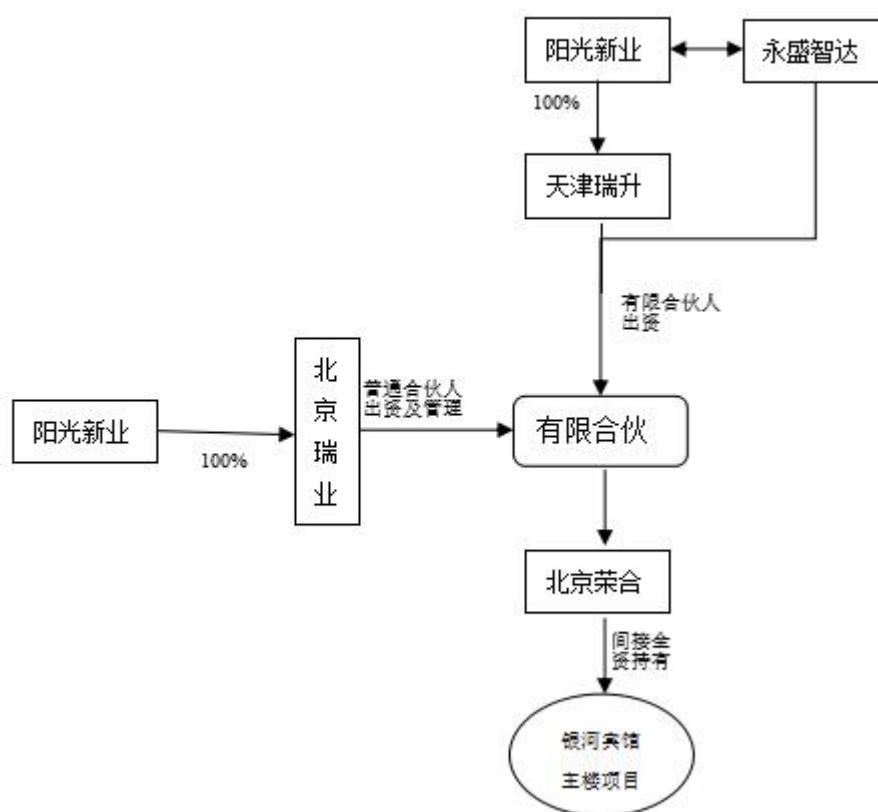 阳光新业
永盛智达
100%
天津瑞升
有限合伙人
出资
北
京
瑞
业
普通合伙人
出资及管理
阳光新业
100%
有限合伙
北京荣合
间接全
资持有
银河宾馆
主楼项目